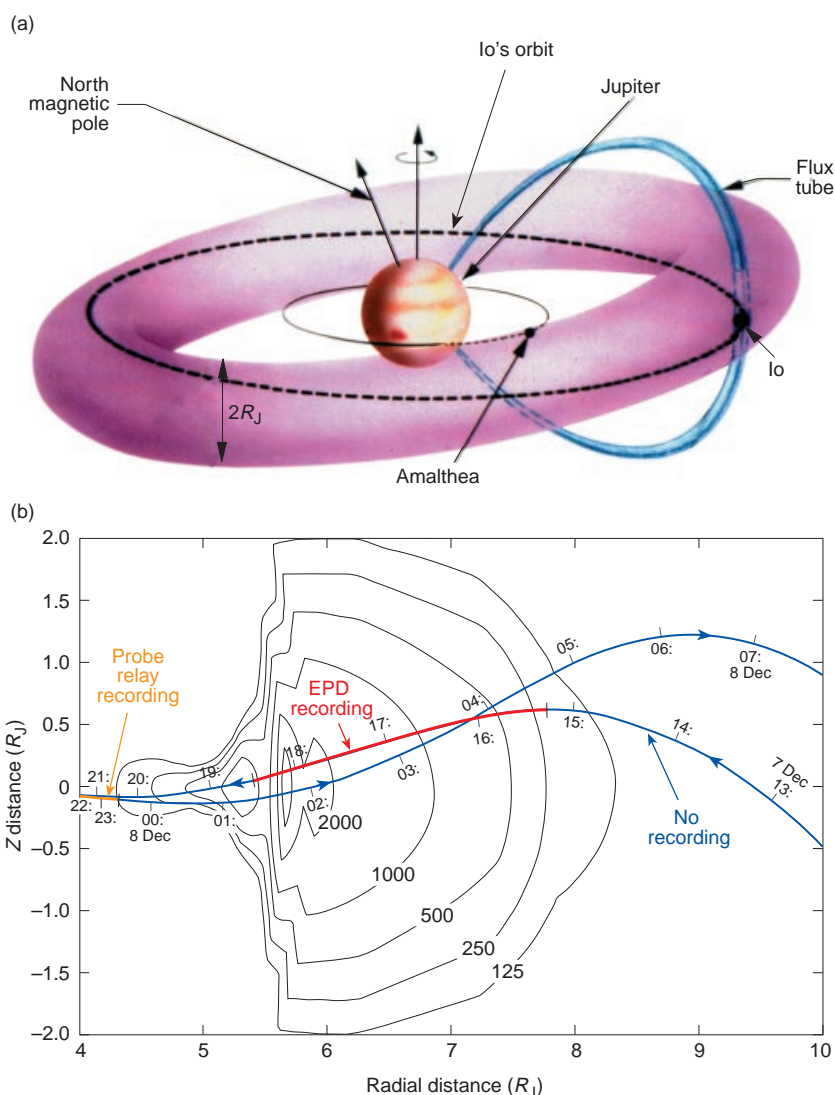 (a)
Io's orbit
North
magnetic
pole
Jupiter
Flux
tube
Io
2RJ
Amalthea
(b)
2.0
1.5
1.0
0.5
0
–0.5
–1.0
–1.5
–2.0
Z distance (RJ)
Probe
relay
recording
EPD
recording
No
recording
05:
06:
07:
8 Dec
04:
17:
16:
15:
14:
7 Dec
13:
18:
03:
19:
20:
21:
22:
23:
00:
8 Dec
01:
02:
2000
1000
500
250
125
4 5 6 7 8 9 10
Radial distance (RJ)